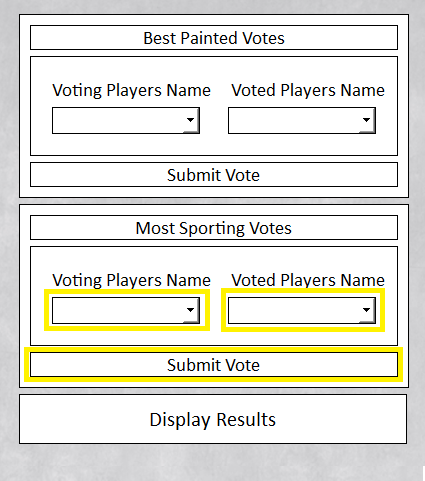 Best Painted Votes
Voting Players Name Voted Players Name
Submit Vote
Most Sporting Votes
Voting Players Name Voted Players Name
Submit Vote
Display Results